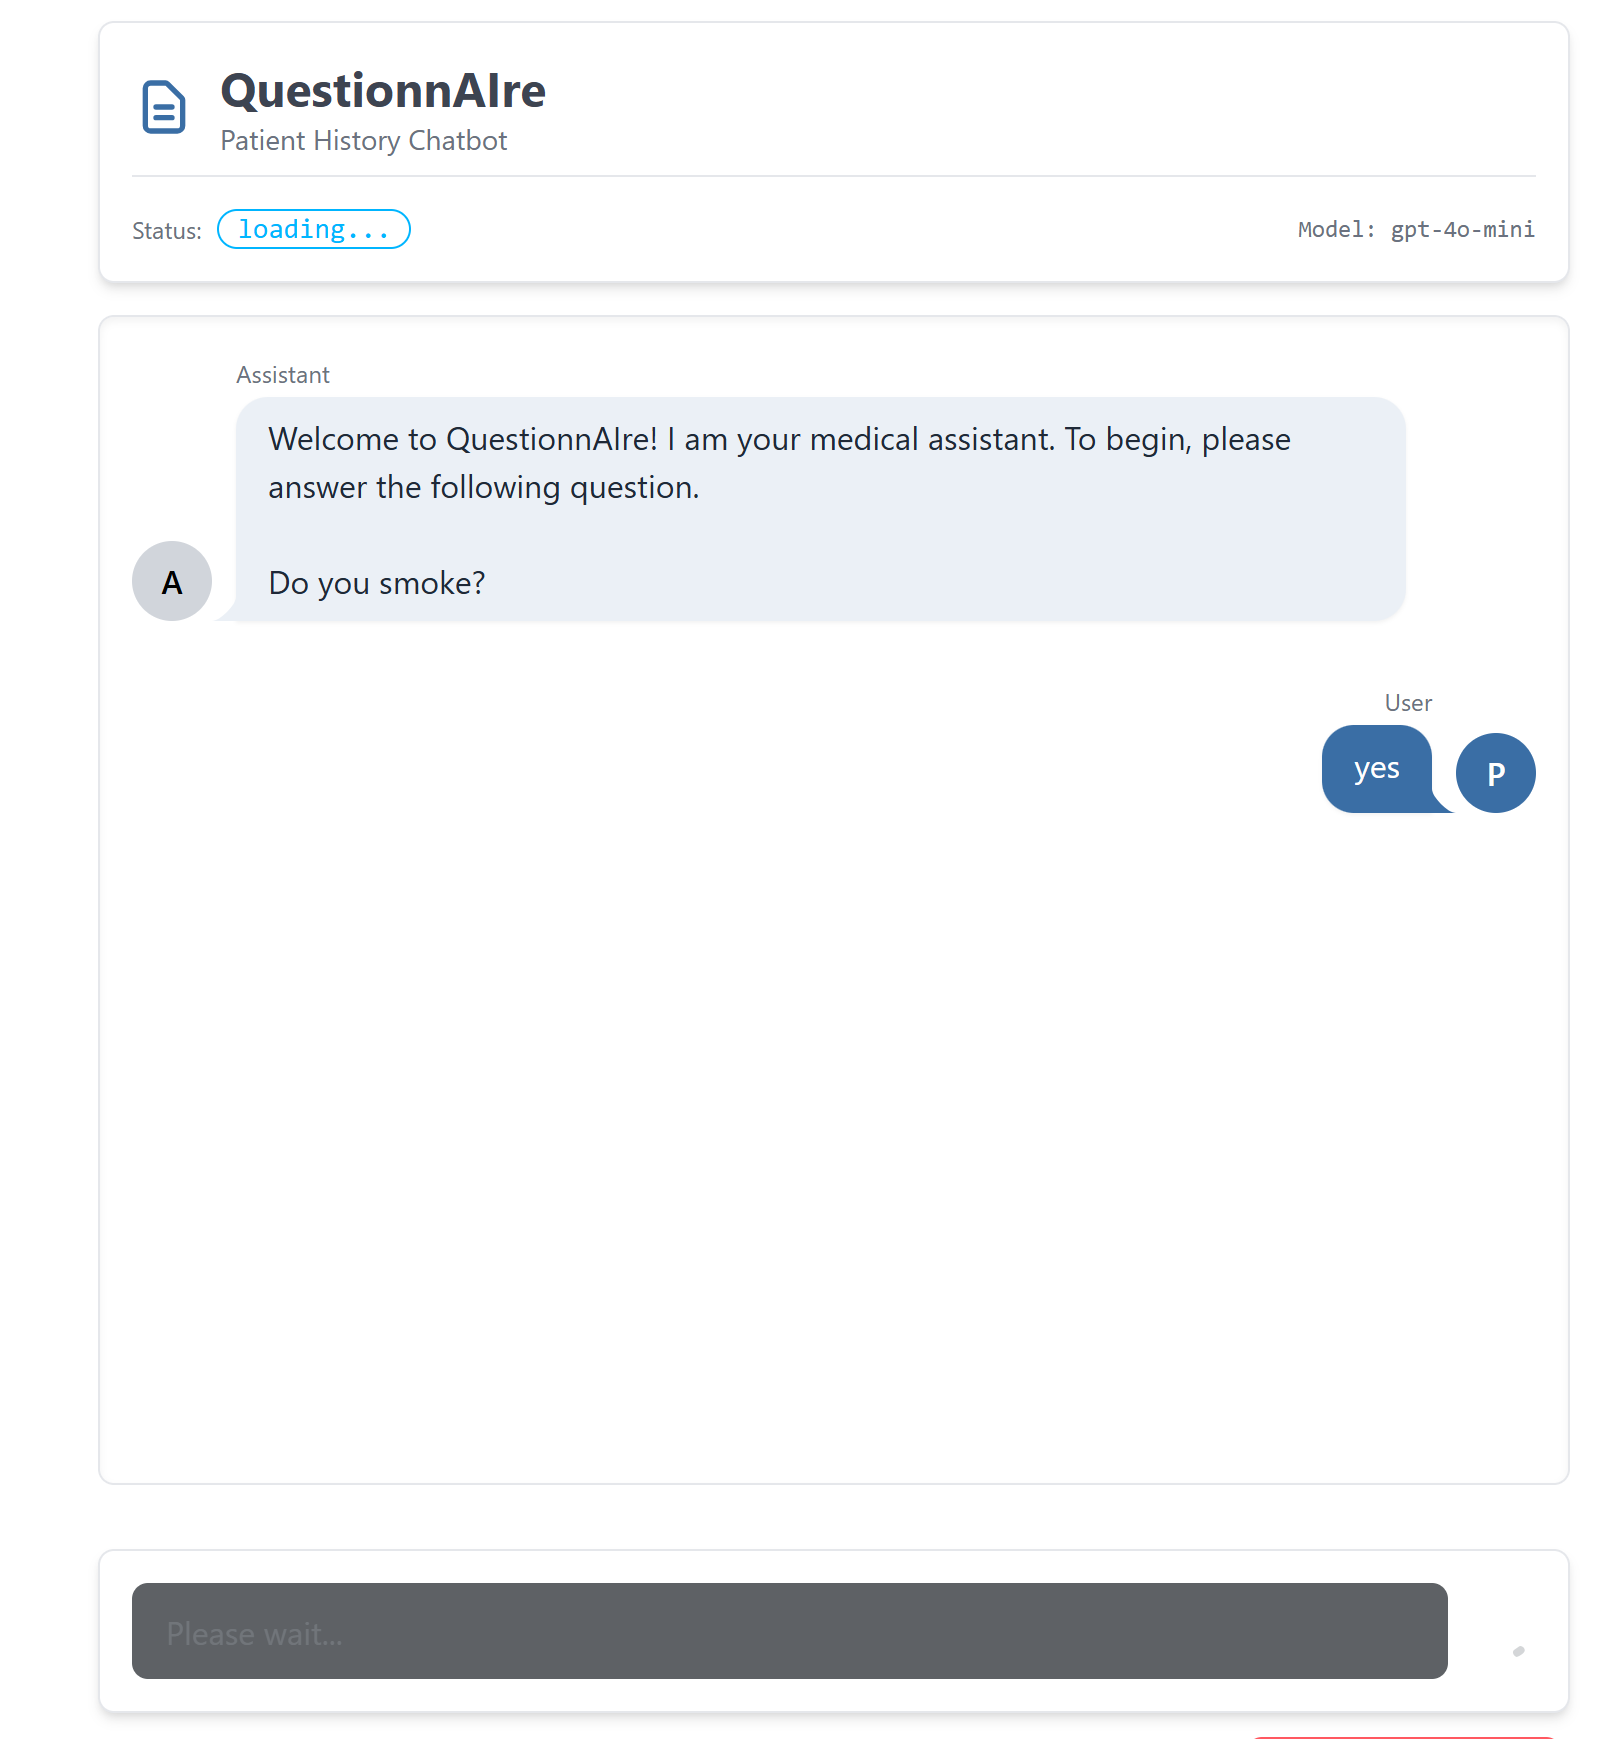 QuestionnAIre
Patient History Chatbot
Status: loading...
Model: gpt-4o-mini
Assistant
Welcome to QuestionnAIre! I am your medical assistant. To begin, please
answer the following question.
Do you smoke?
A
User
yes
P
Please wait...